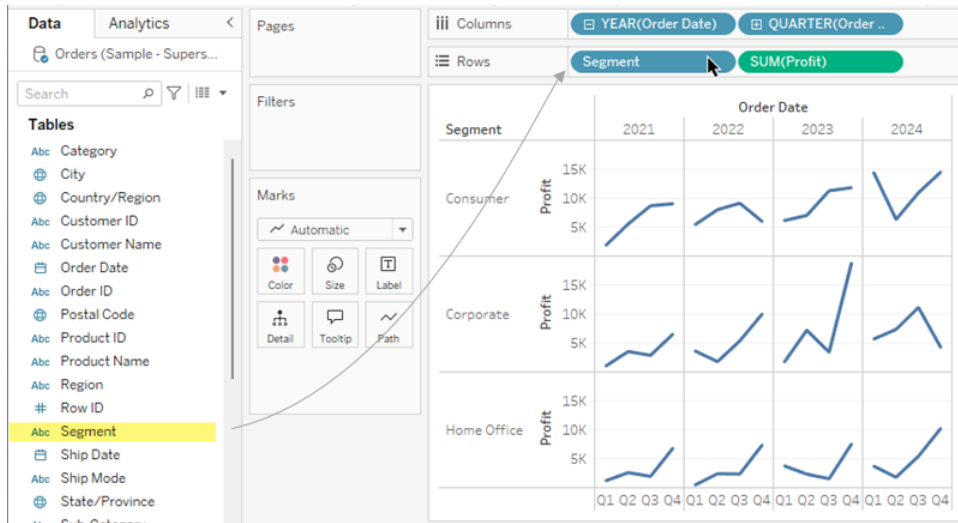 Data
Analytics
Orders (Sample - Supers...
Search
Tables
Abc Category
City
Country/Region
Abc Customer ID
Abc Customer Name
Order Date
Abc Order ID
Postal Code
Abc Product ID
Abc Product Name
Abc Region
# Row ID
Abc Segment
Ship Date
Abc Ship Mode
State/Province
Pages
Filters
Marks
Automatic
Color Size Label
Detail Tooltip Path
Columns YEAR(Order Date) QUARTER(Order ..
Rows Segment SUM(Profit)
Order Date
Segment 2021 2022 2023 2024
Consumer
Profit
15K
10K
5K
Corporate
Profit
15K
10K
5K
Home Office
Profit
15K
10K
5K
Q1 Q2 Q3 Q4 Q1 Q2 Q3 Q4 Q1 Q2 Q3 Q4 Q1 Q2 Q3 Q4